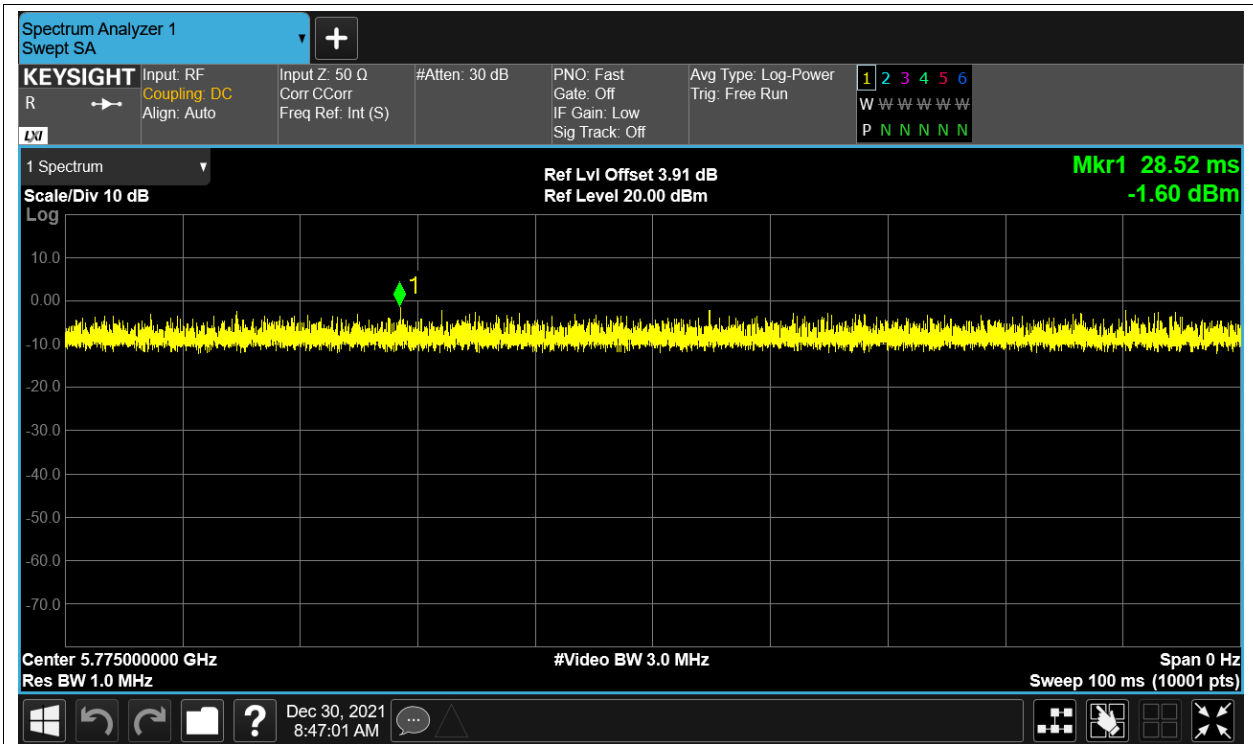 Spectrum Analyzer 1
Swept SA
KEYSIGHT
R
LXI
Input: RF
Coupling: DC
Align: Auto
Input Z: 50 Ω
Corr CCorr
Freq Ref: Int (S)
#Atten: 30 dB
PNO: Fast
Gate: Off
IF Gain: Low
Sig Track: Off
Avg Type: Log-Power
Trig: Free Run
1 2 3 4 5 6
W W W W W W
P N N N N N
1 Spectrum
Scale/Div 10 dB
Ref Lvl Offset 3.91 dB
Ref Level 20.00 dBm
Mkr1 28.52 ms
-1.60 dBm
Log
10.0
1
0.00
-10.0
-20.0
-30.0
-40.0
-50.0
-60.0
-70.0
Center 5.775000000 GHz
#Video BW 3.0 MHz
Span 0 Hz
Res BW 1.0 MHz
Sweep 100 ms (10001 pts)
?
Dec 30, 2021
8:47:01 AM